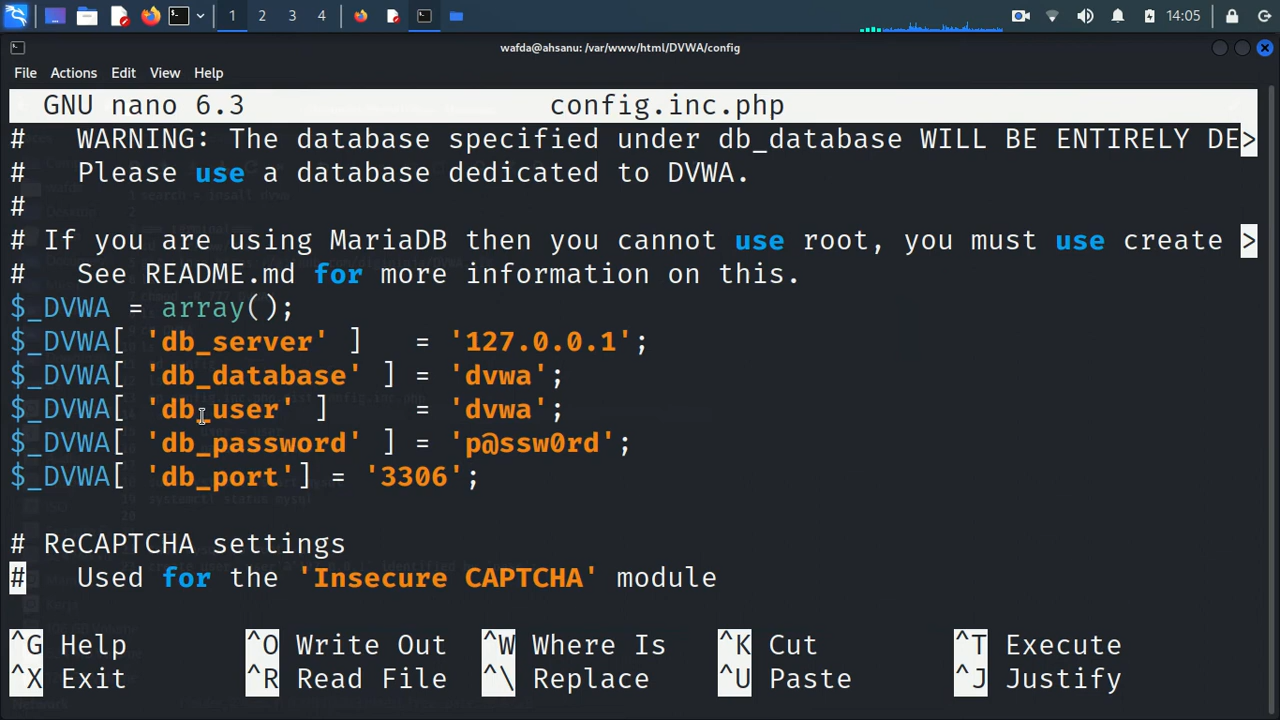 1 2 3 4 14:05
wafda@ahsanu: /var/www/html/DVWA/config
File Actions Edit View Help
GNU nano 6.3 config.inc.php
# WARNING: The database specified under db_database WILL BE ENTIRELY DE>
# Please use a database dedicated to DVWA.
#
# If you are using MariaDB then you cannot use root, you must use create >
# See README.md for more information on this.
$_DVWA = array();
$_DVWA[ 'db_server' ] = '127.0.0.1';
$_DVWA[ 'db_database' ] = 'dvwa';
$_DVWA[ 'db_user' ] = 'dvwa';
$_DVWA[ 'db_password' ] = 'p@ssw0rd';
$_DVWA[ 'db_port'] = '3306';
# ReCAPTCHA settings
# Used for the 'Insecure CAPTCHA' module
^G Help ^O Write Out ^W Where Is ^K Cut ^T Execute
^X Exit ^R Read File ^\ Replace ^U Paste ^J Justify